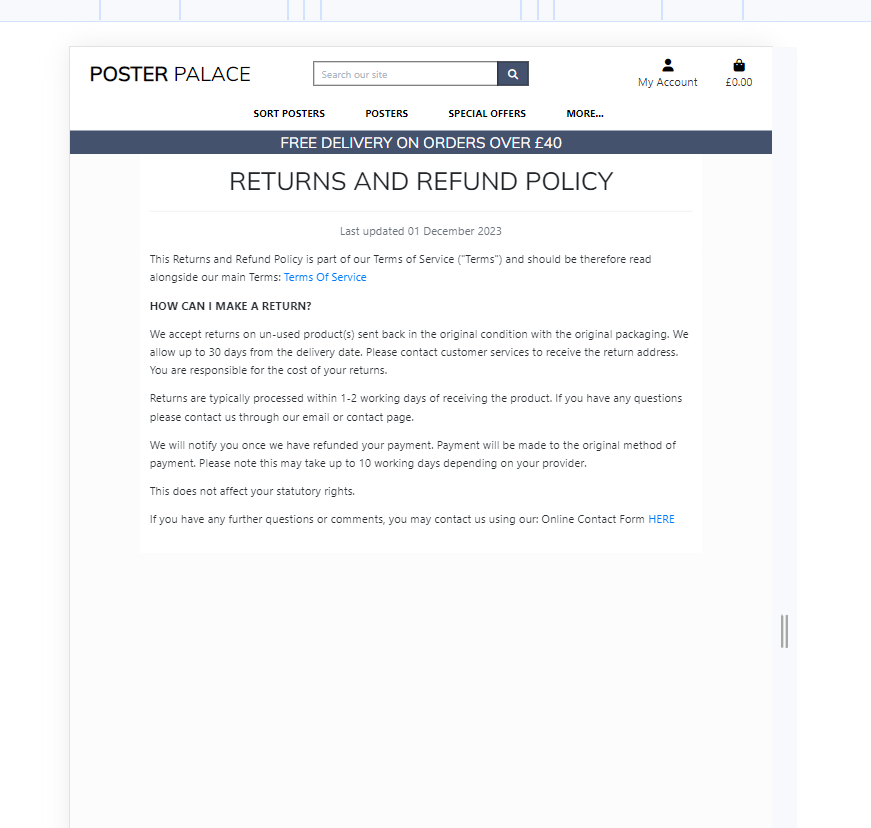 POSTER PALACE
Search our site
My Account
£0.00
SORT POSTERS
POSTERS
SPECIAL OFFERS
MORE...
FREE DELIVERY ON ORDERS OVER £40
RETURNS AND REFUND POLICY
Last updated 01 December 2023
This Returns and Refund Policy is part of our Terms of Service ("Terms") and should be therefore read
alongside our main Terms: Terms Of Service
HOW CAN I MAKE A RETURN?
We accept returns on un-used product(s) sent back in the original condition with the original packaging. We
allow up to 30 days from the delivery date. Please contact customer services to receive the return address.
You are responsible for the cost of your returns.
Returns are typically processed within 1-2 working days of receiving the product. If you have any questions
please contact us through our email or contact page.
We will notify you once we have refunded your payment. Payment will be made to the original method of
payment. Please note this may take up to 10 working days depending on your provider.
This does not affect your statutory rights.
If you have any further questions or comments, you may contact us using our: Online Contact Form HERE